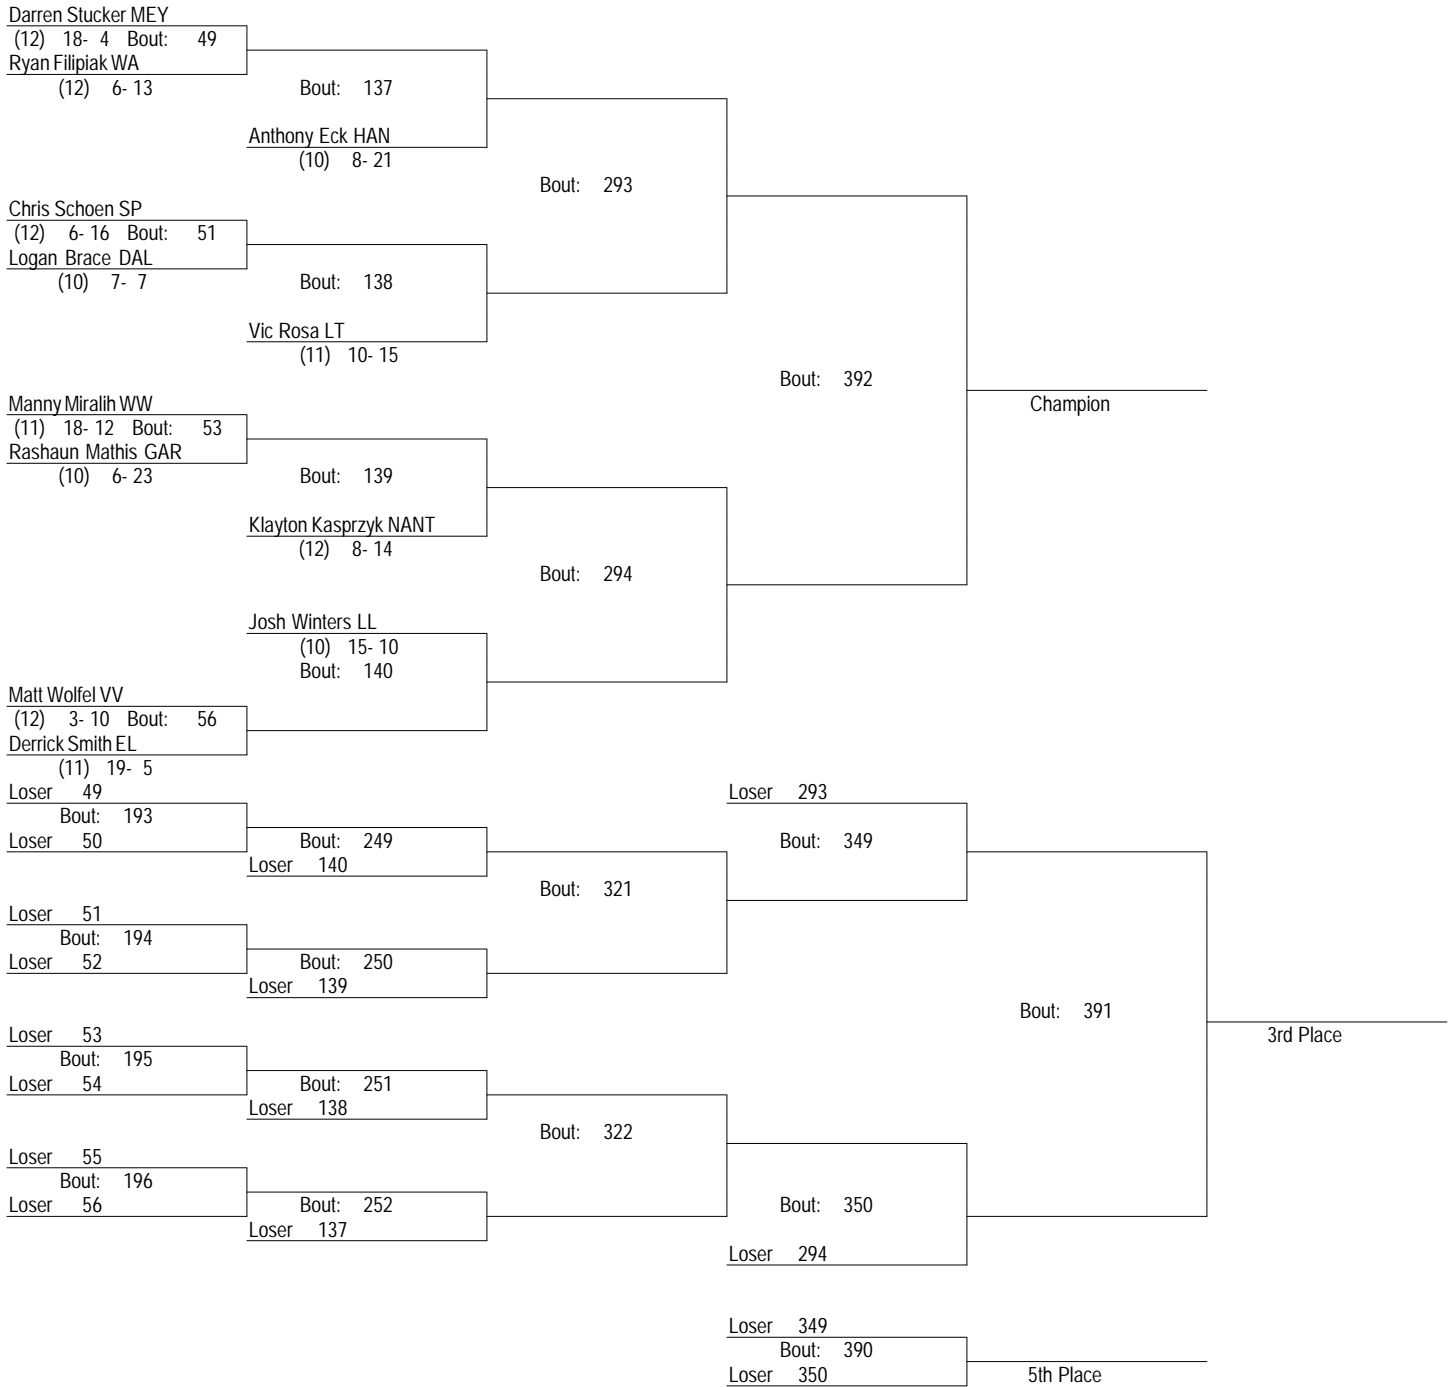 Darren Stucker MEY
(12) 18- 4 Bout: 49
Ryan Filipiak WA
(12) 6- 13 Bout: 137
Anthony Eck HAN
(10) 8- 21
Bout: 293
Chris Schoen SP
(12) 6- 16 Bout: 51
Logan Brace DAL
(10) 7- 7 Bout: 138
Vic Rosa LT
(11) 10- 15
Bout: 392
Manny Miralih WW
Champion
(11) 18- 12 Bout: 53
Rashaun Mathis GAR
(10) 6- 23 Bout: 139
Klayton Kasprzyk NANT
(12) 8- 14
Bout: 294
Josh Winters LL
(10) 15- 10
Bout: 140
Matt Wolfel VV
(12) 3- 10 Bout: 56
Derrick Smith EL
(11) 19- 5
Loser 49 Loser 293
Bout: 193
Loser 50 Bout: 249 Bout: 349
Loser 140
Bout: 321
Loser 51
Bout: 194
Loser 52 Bout: 250
Loser 139
Bout: 391
Loser 53 3rd Place
Bout: 195
Loser 54 Bout: 251
Loser 138
Bout: 322
Loser 55
Bout: 196
Loser 56 Bout: 252 Bout: 350
Loser 137
Loser 294
Loser 349
Bout: 390
Loser 350 5th Place